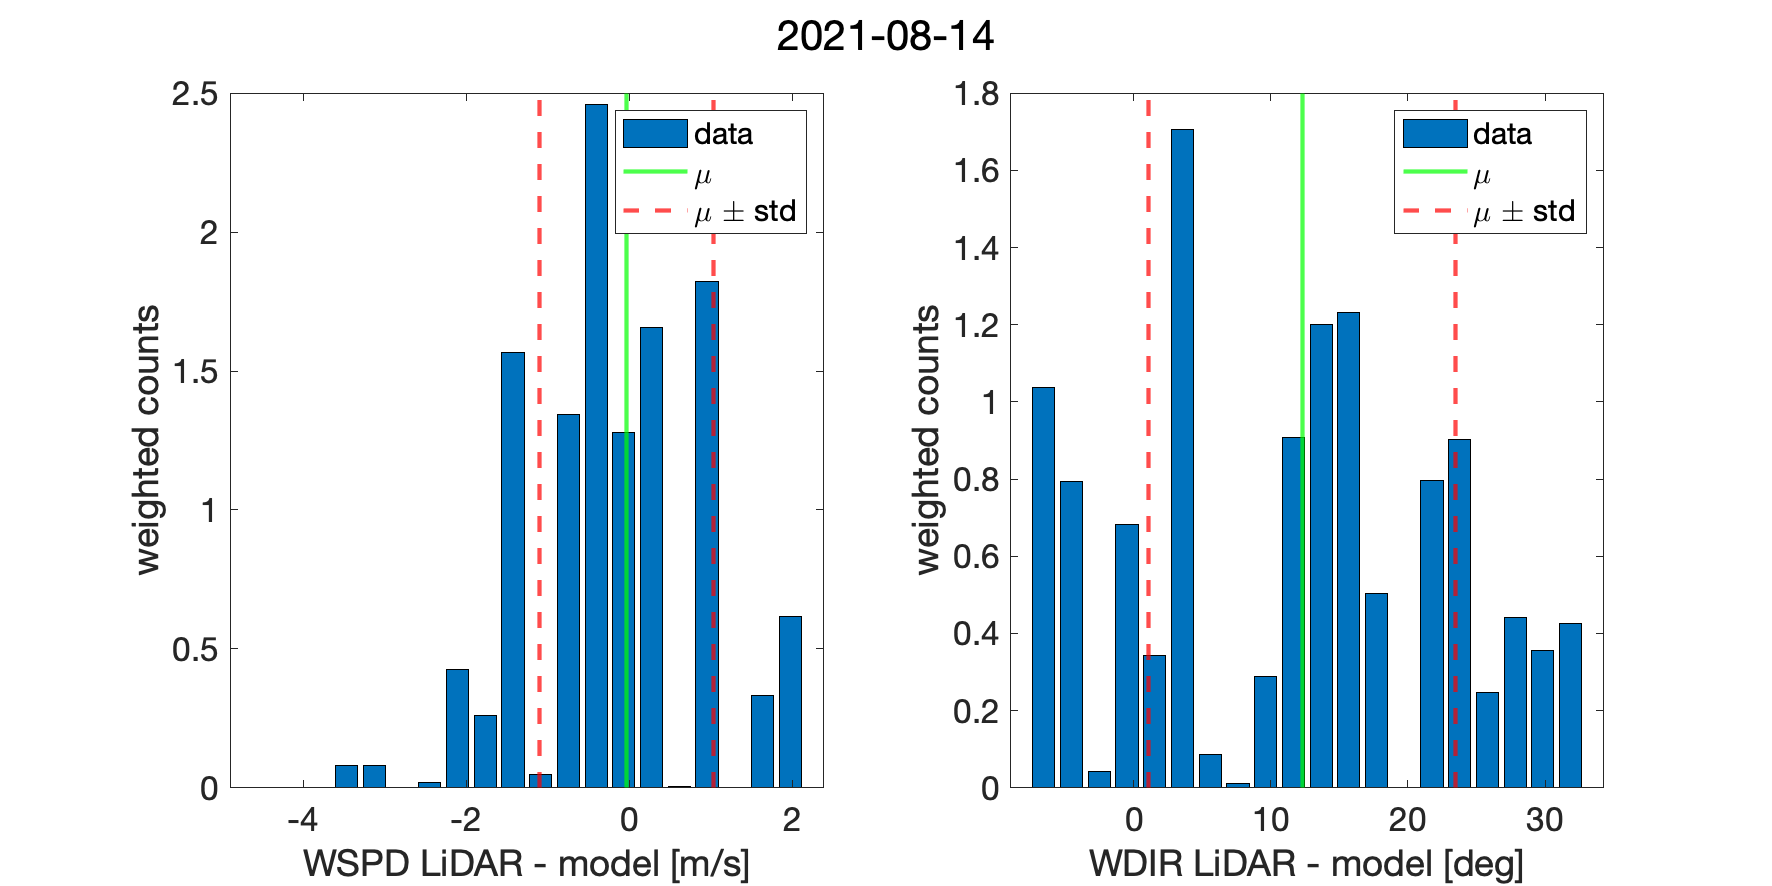 2021-08-14
2.5
2
1.5
1
0.5
0
-4 -2 0 2
weighted counts
WSPD LiDAR - model [m/s]
data
μ
μ ± std
1.8
1.6
1.4
1.2
1
0.8
0.6
0.4
0.2
0
0 10 20 30
weighted counts
WDIR LiDAR - model [deg]
data
μ
μ ± std